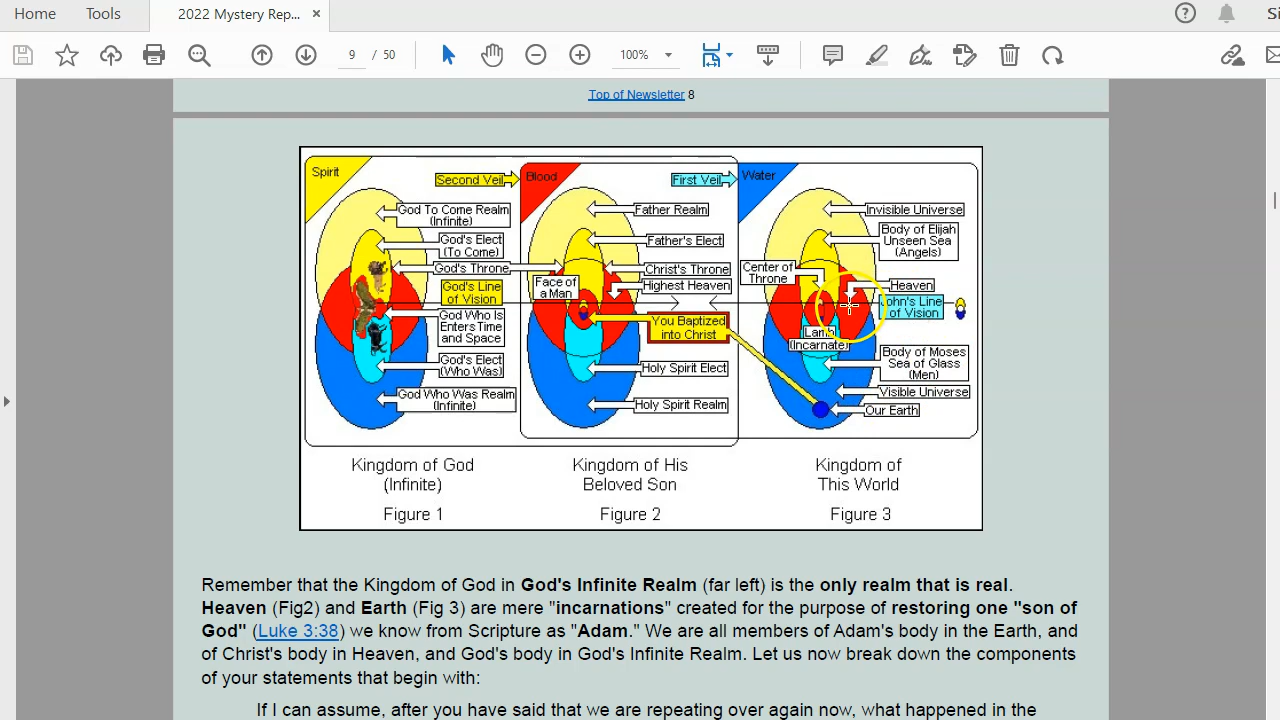 Home
Tools
2022 Mystery Rep...
×
Si
9 / 50
100%
Top of Newsletter 8
Spirit
Second Veil
Blood
First Veil
Water
God To Come Realm
(Infinite)
God's Elect
(To Come)
God's Throne
God's
Line of Vision
God Who Is
Enters Time
and Space
God's Elect
(Who Was)
God Who Was Realm
(Infinite)
Father Realm
Father's Elect
Christ's Throne
Highest Heaven
Face of
a Man
You Baptized
into Christ
Holy Spirit Elect
Holy Spirit Realm
Invisible Universe
Body of Elijah
Unseen Sea
(Angels)
Center of
Throne
Heaven
John's Line
of Vision
Lamb
(Incarnate)
Body of Moses
Sea of Glass
(Men)
Visible Universe
Our Earth
Kingdom of God
(Infinite)
Figure 1
Kingdom of His
Beloved Son
Figure 2
Kingdom of
This World
Figure 3
Remember that the Kingdom of God in God's Infinite Realm (far left) is the only realm that is real.
Heaven (Fig2) and Earth (Fig 3) are mere "incarnations" created for the purpose of restoring one "son of
God" (Luke 3:38) we know from Scripture as "Adam." We are all members of Adam's body in the Earth, and
of Christ's body in Heaven, and God's body in God's Infinite Realm. Let us now break down the components
of your statements that begin with:
If I can assume, after you have said that we are repeating over again now, what happened in the